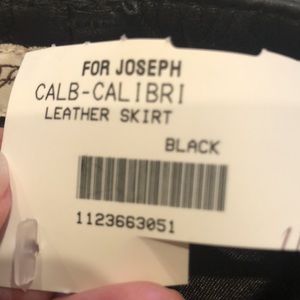 FOR JOSEPH
CALB-CALIBRI
LEATHER SKIRT
BLACK
1123663051